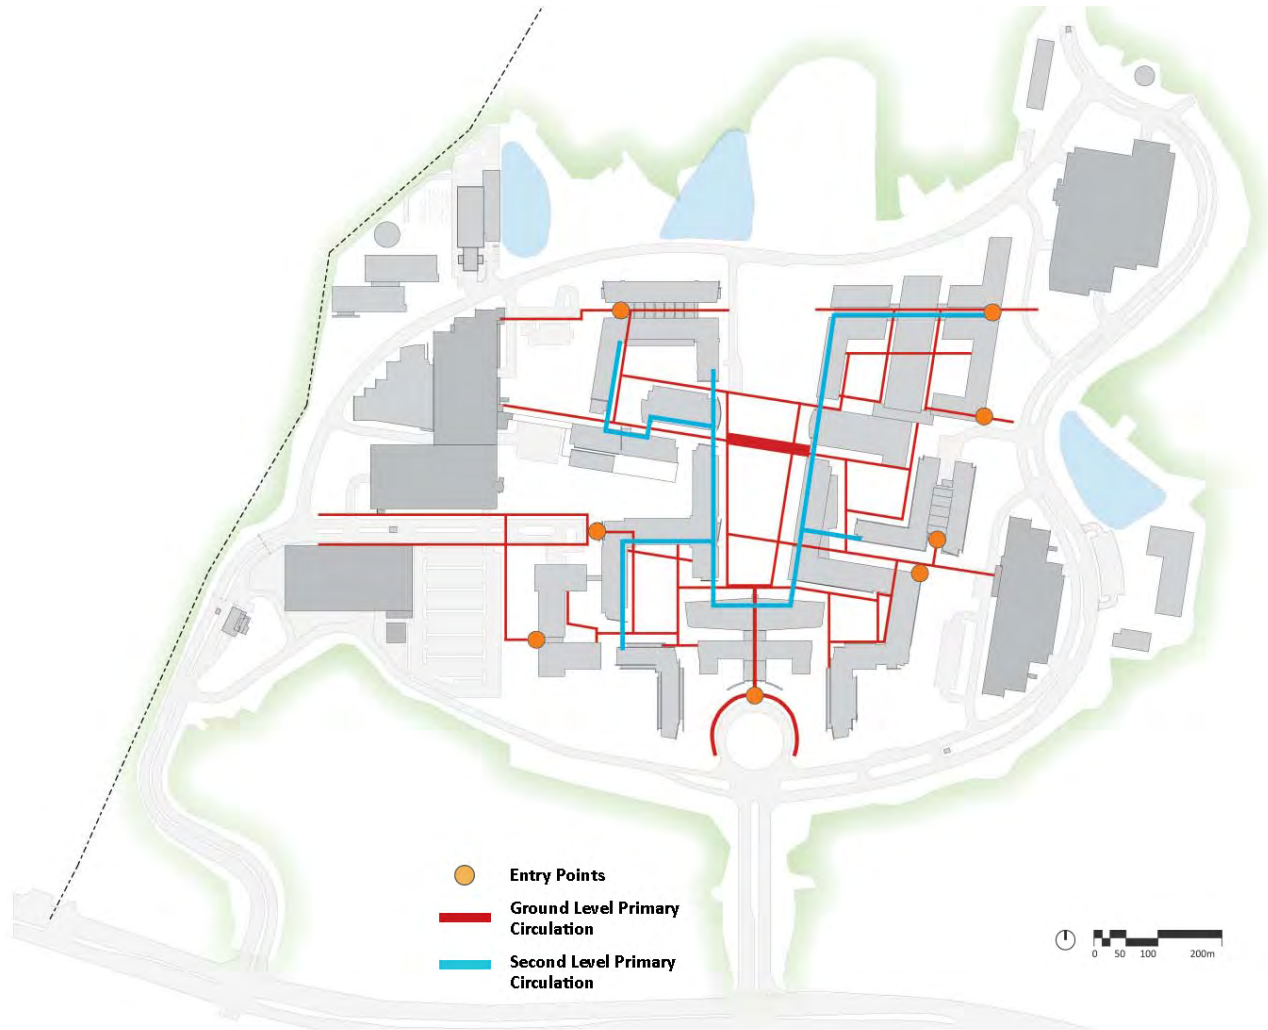 Entry Points
Ground Level Primary
Circulation
Second Level Primary
Circulation
0 50 100 200m